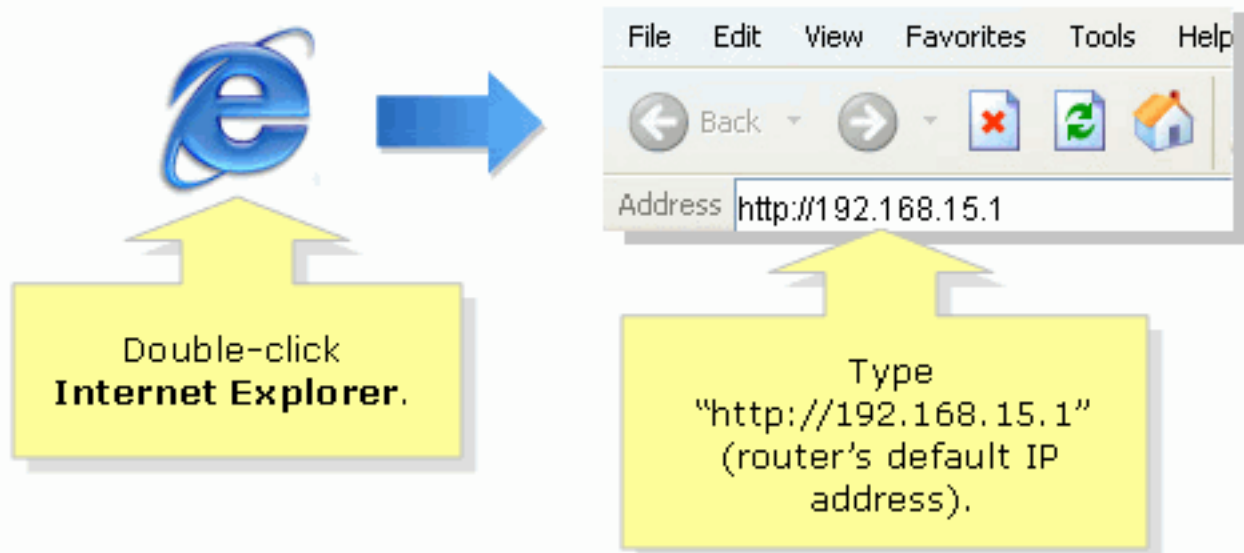 File Edit View Favorites Tools Help
Back
Address http://192.168.15.1
Double-click
Internet Explorer.
Type
“http://192.168.15.1”
(router’s default IP
address).